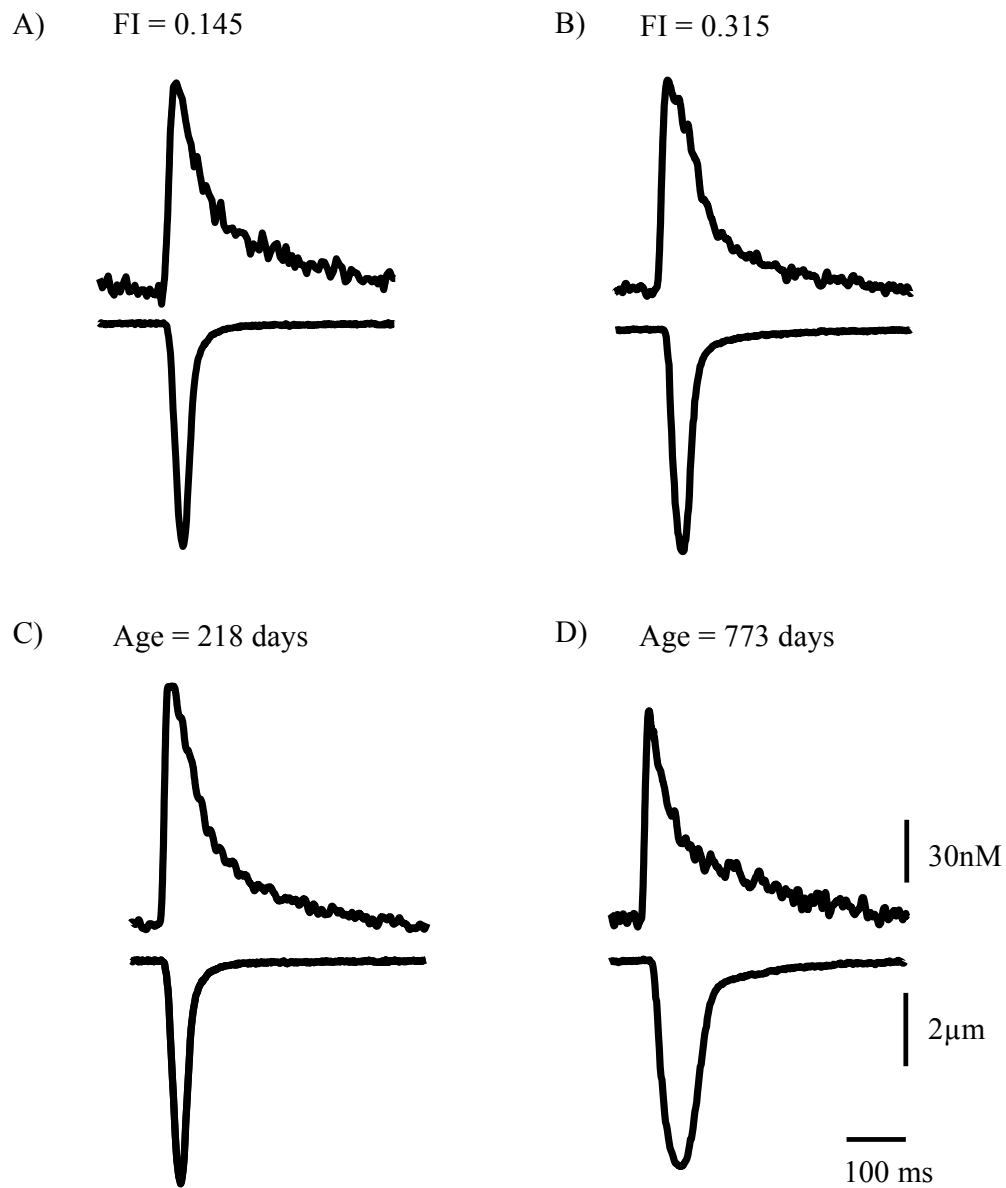 A) FI = 0.145
B) FI = 0.315
C) Age = 218 days
D) Age = 773 days
30nM
2µm
100 ms